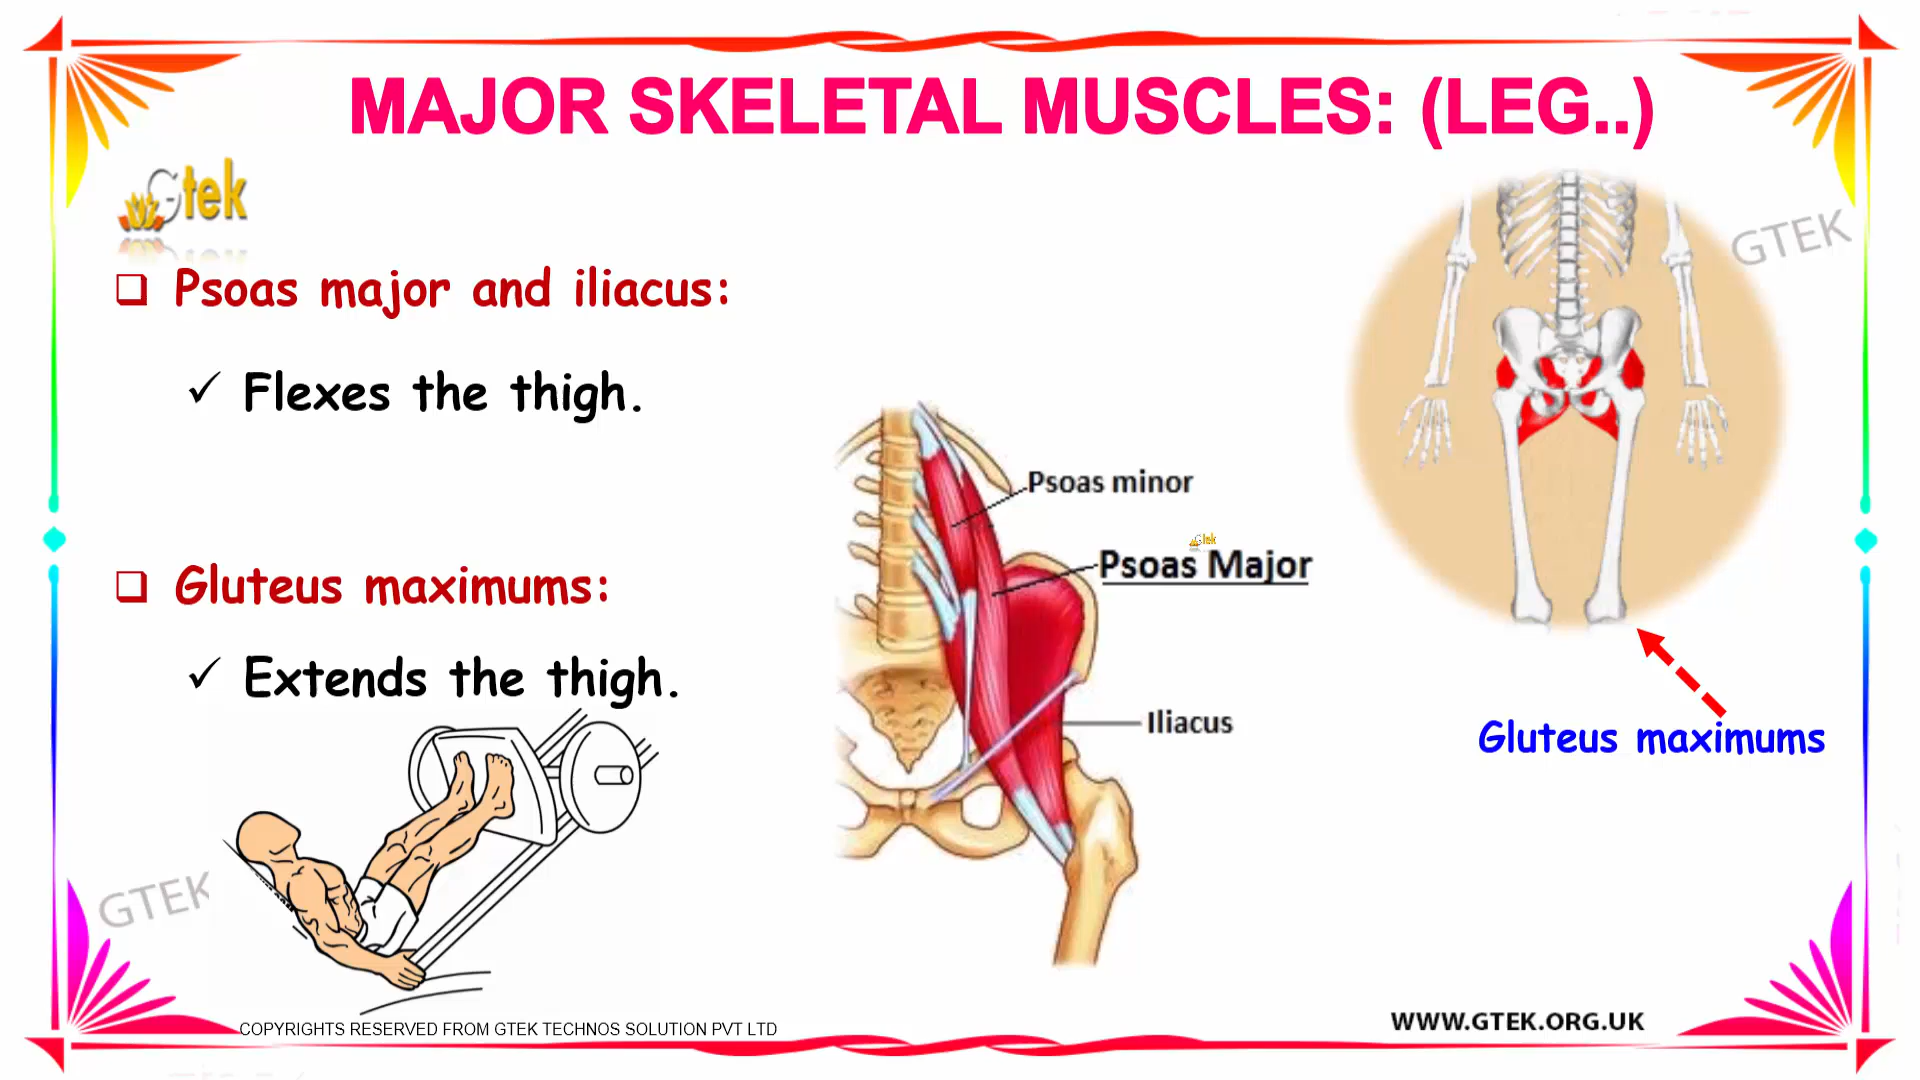 MAJOR SKELETAL MUSCLES: (LEG..)
Gtek
GTEK
Psoas major and iliacus:
✓ Flexes the thigh.
Psoas minor
Gtek
Psoas Major
Gluteus maximums:
✓ Extends the thigh.
Iliacus
Gluteus maximums
GTEK
COPYRIGHTS RESERVED FROM GTEK TECHNOS SOLUTION PVT LTD
WWW.GTEK.ORG.UK